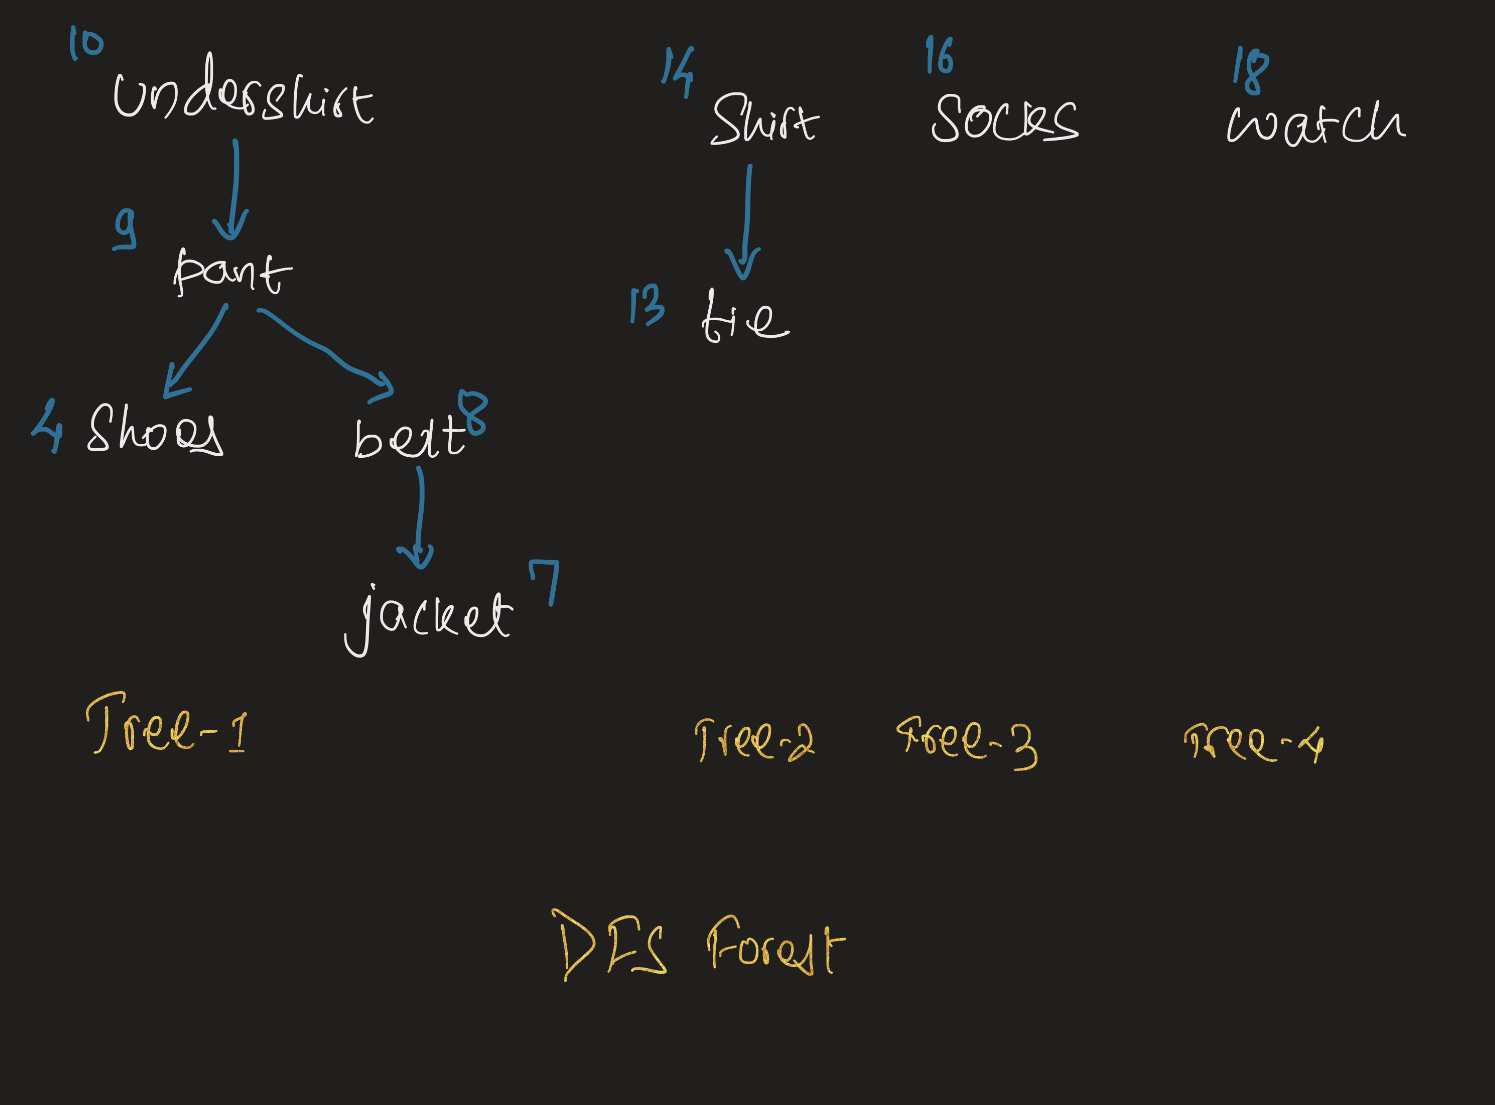 10
undershirt
14
Shirt
16
Socks
18
watch
9
pant
13
tie
4 Shoes
belt 8
jacket 7
Tree-1
Tree-2
Tree-3
Tree-4
DFS Forest